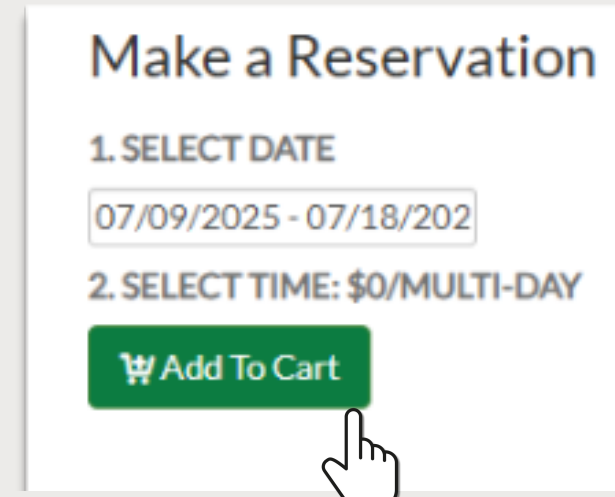 Make a Reservation
1. SELECT DATE
07/09/2025 - 07/18/202
2. SELECT TIME: $0/MULTI-DAY
Add To Cart